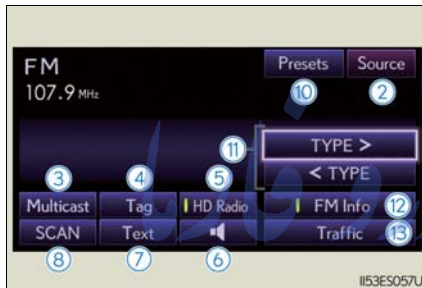 FM
107.9 MHz
Presets
Source
10
2
11
TYPE >
< TYPE
3
4
5
Multicast
Tag
HD Radio
FM Info
12
SCAN
Text
Traffic
13
8
7
6
I153ES057U